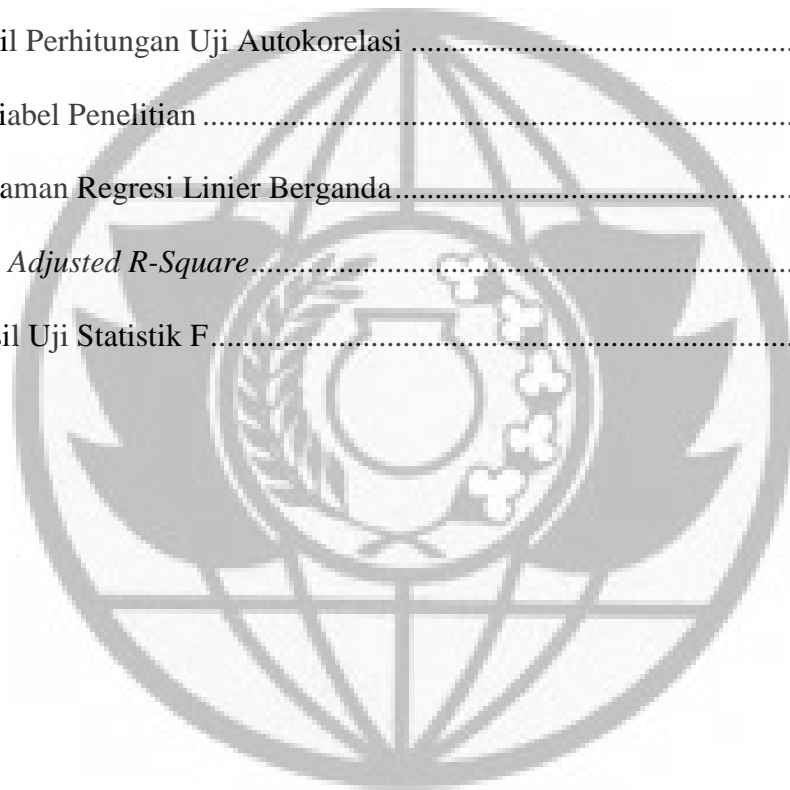 il Perhitungan Uji Autokorelasi ................................................
iabel Penelitian ................................................................................
aman Regresi Linier Berganda ................................................
Adjusted R-Square ................................................................
il Uji Statistik F ................................................................